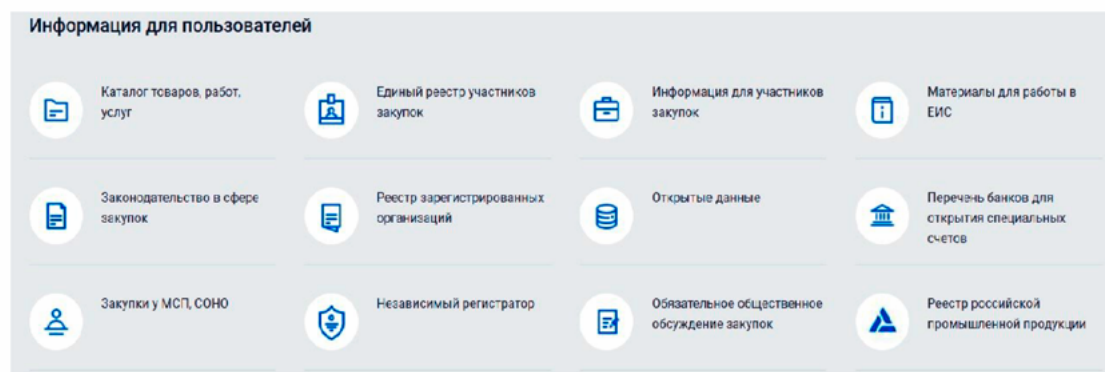 Информация для пользователей
Каталог товаров, работ,
услуг
Единый реестр участников
закупок
Информация для участников
закупок
Материалы для работы в
ЕИС
Законодательство в сфере
закупок
Реестр зарегистрированных
организаций
Открытые данные
Перечень банков для
открытия специальных
счетов
Закупки у МСП, СОНО
Независимый регистратор
Обязательное общественное
обсуждение закупок
Реестр российской
промышленной продукции